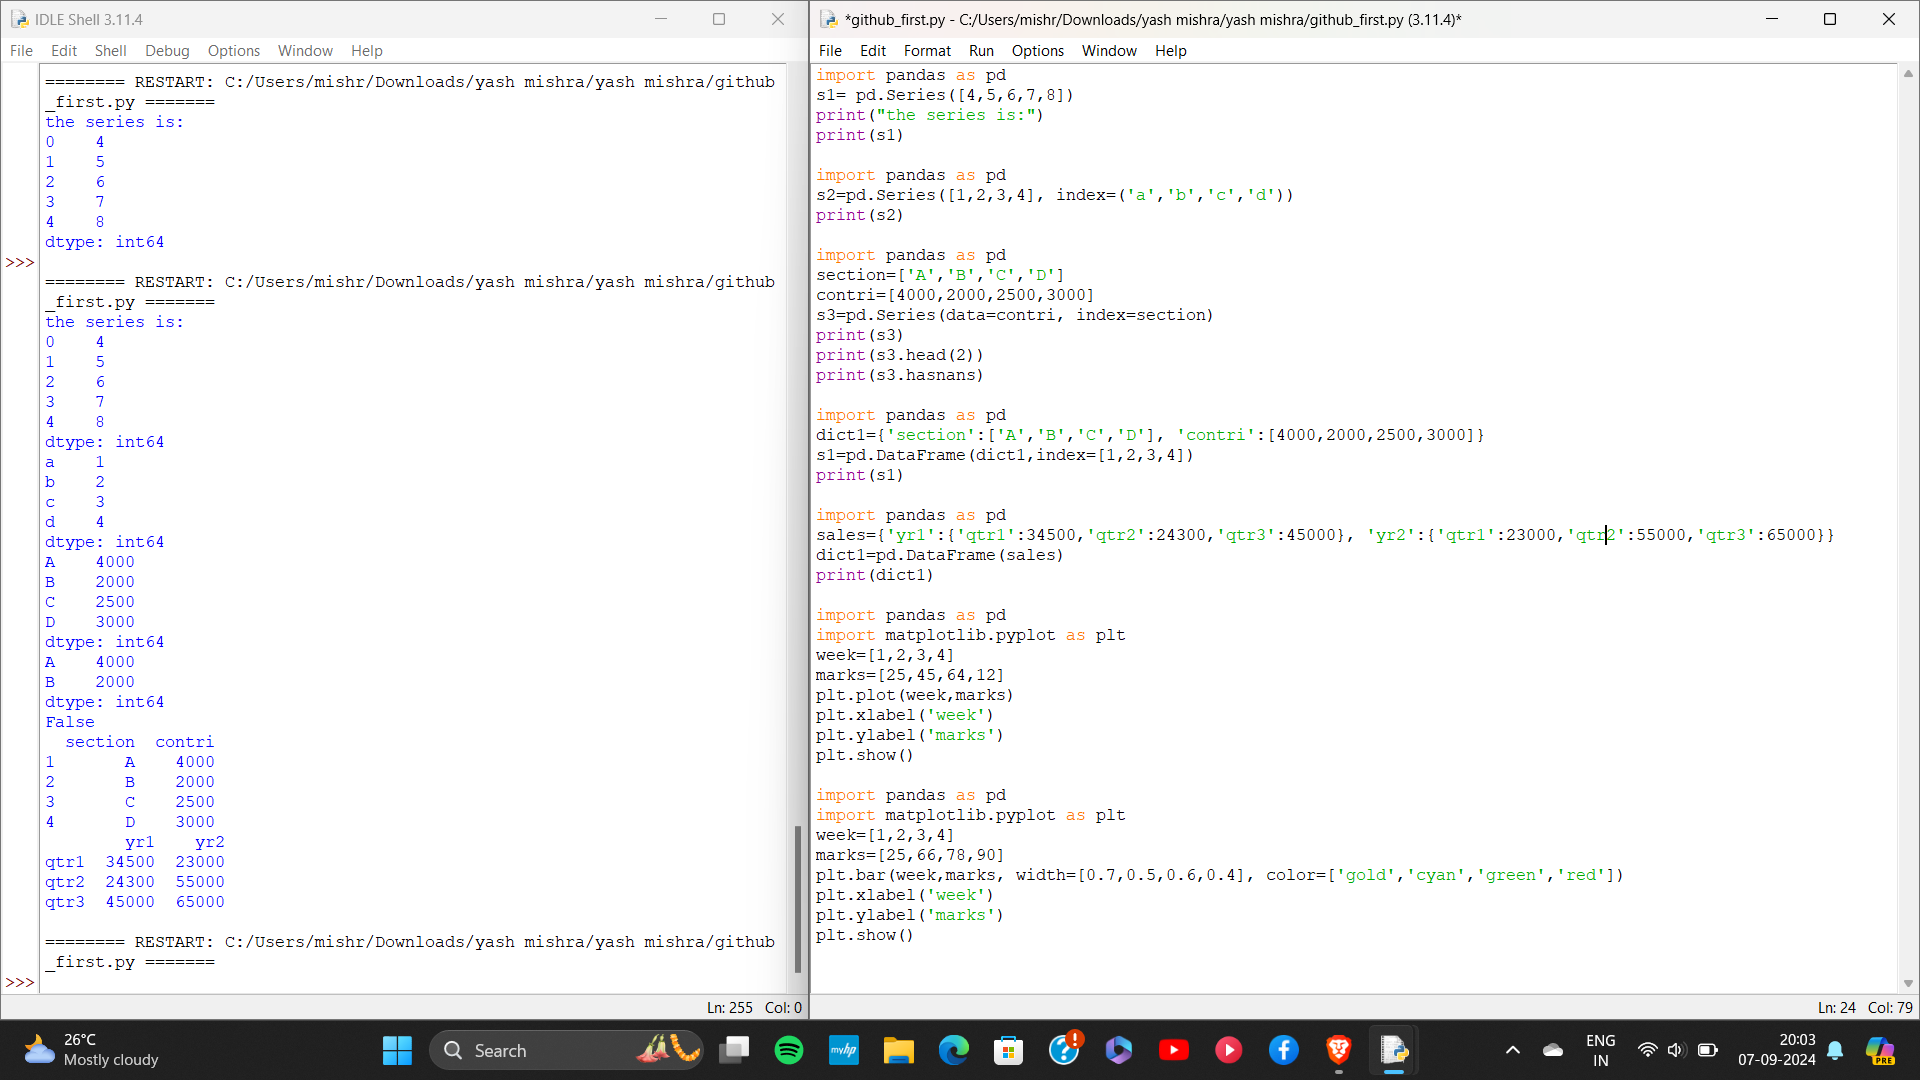 IDLE Shell 3.11.4
File Edit Shell Debug Options Window Help
======== RESTART: C:/Users/mishr/Downloads/yash mishra/yash mishra/github
_first.py =======
the series is:
0    4
1    5
2    6
3    7
4    8
dtype: int64
>>>
======== RESTART: C:/Users/mishr/Downloads/yash mishra/yash mishra/github
_first.py =======
the series is:
0    4
1    5
2    6
3    7
4    8
dtype: int64
a    1
b    2
c    3
d    4
dtype: int64
A    4000
B    2000
C    2500
D    3000
dtype: int64
A    4000
B    2000
dtype: int64
False
  section  contri
1       A    4000
2       B    2000
3       C    2500
4       D    3000
        yr1    yr2
qtr1  34500  23000
qtr2  24300  55000
qtr3  45000  65000
======== RESTART: C:/Users/mishr/Downloads/yash mishra/yash mishra/github
_first.py =======
>>>
Ln: 255 Col: 0
*github_first.py - C:/Users/mishr/Downloads/yash mishra/yash mishra/github_first.py (3.11.4)*
File Edit Format Run Options Window Help
import pandas as pd
s1= pd.Series([4,5,6,7,8])
print("the series is:")
print(s1)
import pandas as pd
s2=pd.Series([1,2,3,4], index=('a','b','c','d'))
print(s2)
import pandas as pd
section=['A','B','C','D']
contri=[4000,2000,2500,3000]
s3=pd.Series(data=contri, index=section)
print(s3)
print(s3.head(2))
print(s3.hasnans)
import pandas as pd
dict1={'section':['A','B','C','D'], 'contri':[4000,2000,2500,3000]}
s1=pd.DataFrame(dict1,index=[1,2,3,4])
print(s1)
import pandas as pd
sales={'yr1':{'qtr1':34500,'qtr2':24300,'qtr3':45000}, 'yr2':{'qtr1':23000,'qtr2':55000,'qtr3':65000}}
dict1=pd.DataFrame(sales)
print(dict1)
import pandas as pd
import matplotlib.pyplot as plt
week=[1,2,3,4]
marks=[25,45,64,12]
plt.plot(week,marks)
plt.xlabel('week')
plt.ylabel('marks')
plt.show()
import pandas as pd
import matplotlib.pyplot as plt
week=[1,2,3,4]
marks=[25,66,78,90]
plt.bar(week,marks, width=[0.7,0.5,0.6,0.4], color=['gold','cyan','green','red'])
plt.xlabel('week')
plt.ylabel('marks')
plt.show()
Ln: 24 Col: 79
26°C
Mostly cloudy
Search
myhp
ENG
IN
20:03
07-09-2024
PRE